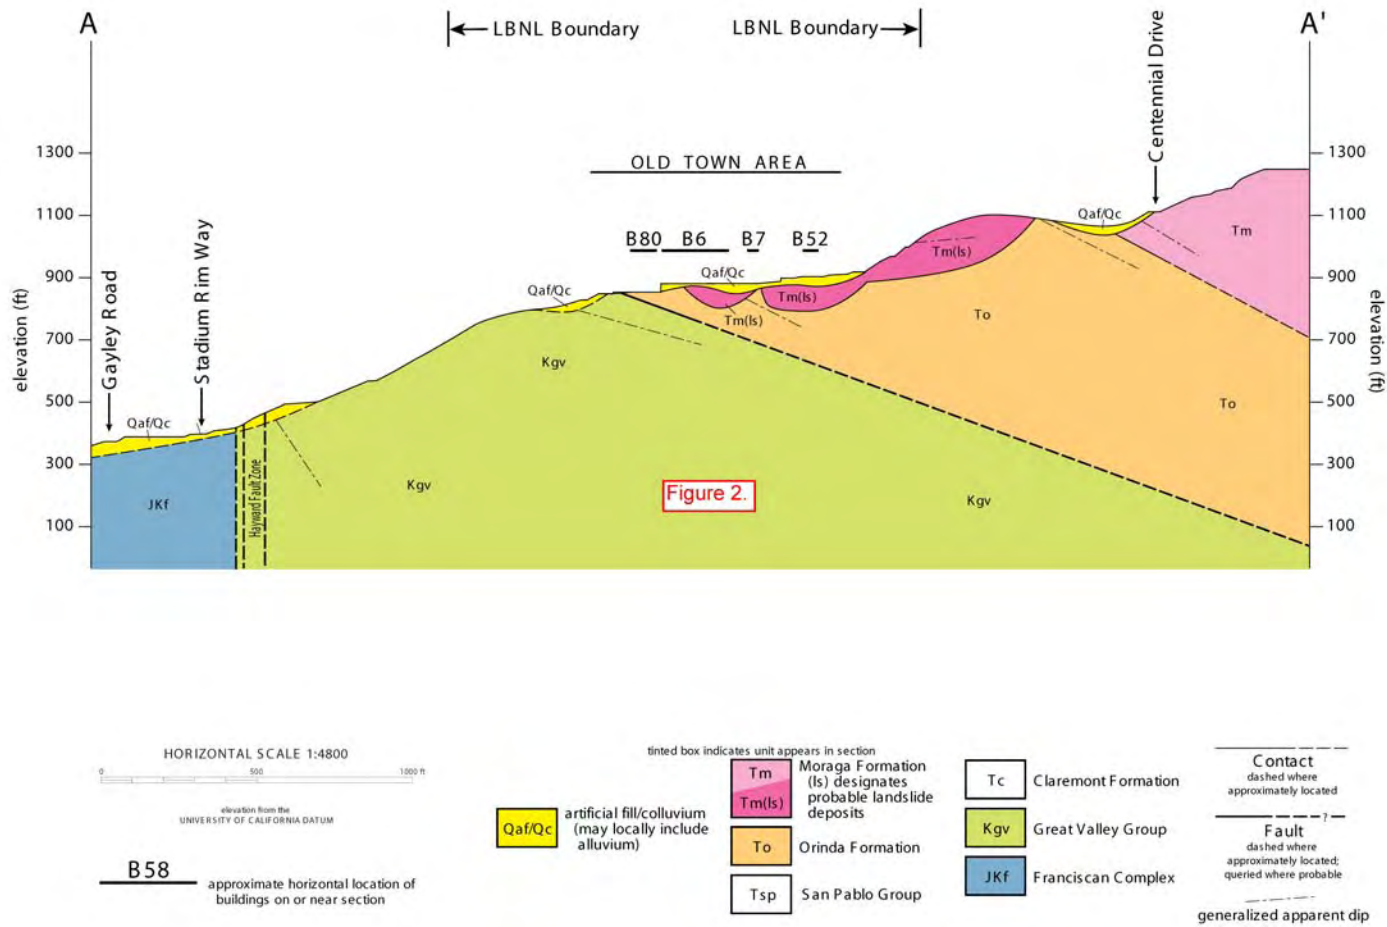 A
LBNL Boundary
LBNL Boundary
A'
Centennial Drive
1300
1300
OLD TOWN AREA
1100
1100
Qaf/Qc
Tm
B80 B6 B7 B52
Tm(ls)
Stadium Rim Way
Gayley Road
900
900
Qaf/Qc
Qaf/Qc
Tm(ls)
Tm(ls)
To
elevation (ft)
elevation (ft)
700
700
Kgv
500
500
To
Qaf/Qc
300
300
Hayward Fault Zone
JKf
Kgv
Figure 2.
Kgv
100
100
HORIZONTAL SCALE 1:4800
0 500 1000 ft
elevation from the
UNIVERSITY OF CALIFORNIA DATUM
B58
approximate horizontal location of
buildings on or near section
tinted box indicates unit appears in section
Qaf/Qc
artificial fill/colluvium
(may locally include
alluvium)
Tm
Tm(ls)
Moraga Formation
(ls) designates
probable landslide
deposits
To
Orinda Formation
Tsp
San Pablo Group
Tc
Claremont Formation
Kgv
Great Valley Group
JKf
Franciscan Complex
Contact
dashed where
approximately located
?
Fault
dashed where
approximately located;
queried where probable
generalized apparent dip